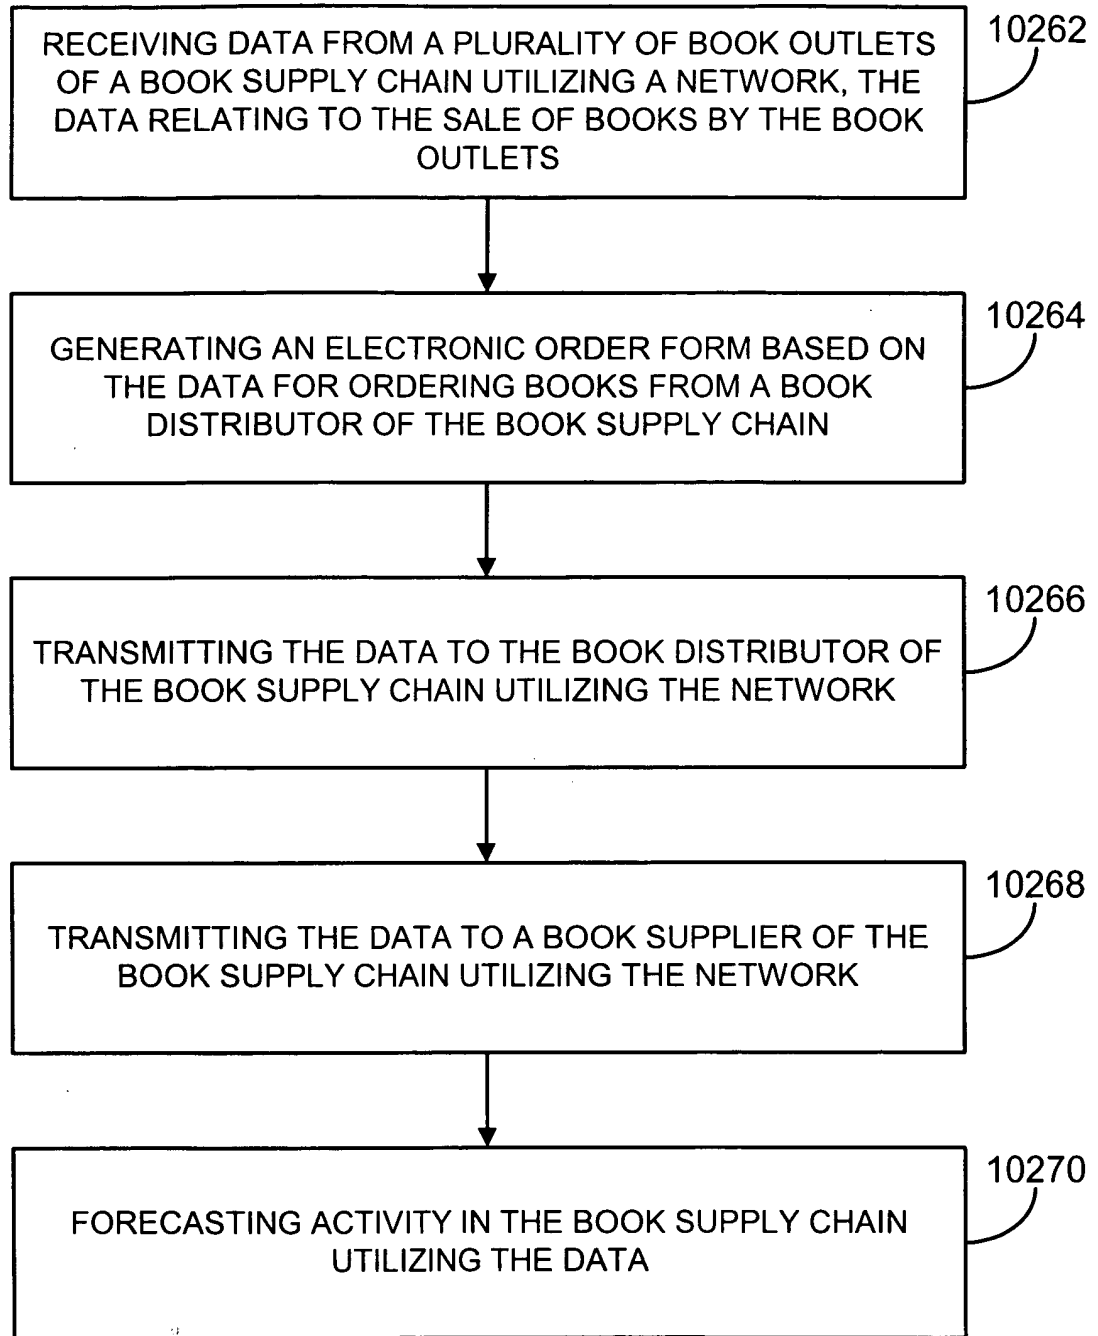 RECEIVING DATA FROM A PLURALITY OF BOOK OUTLETS
OF A BOOK SUPPLY CHAIN UTILIZING A NETWORK, THE
DATA RELATING TO THE SALE OF BOOKS BY THE BOOK
OUTLETS
10262
GENERATING AN ELECTRONIC ORDER FORM BASED ON
THE DATA FOR ORDERING BOOKS FROM A BOOK
DISTRIBUTOR OF THE BOOK SUPPLY CHAIN
10264
TRANSMITTING THE DATA TO THE BOOK DISTRIBUTOR OF
THE BOOK SUPPLY CHAIN UTILIZING THE NETWORK
10266
TRANSMITTING THE DATA TO A BOOK SUPPLIER OF THE
BOOK SUPPLY CHAIN UTILIZING THE NETWORK
10268
FORECASTING ACTIVITY IN THE BOOK SUPPLY CHAIN
UTILIZING THE DATA
10270